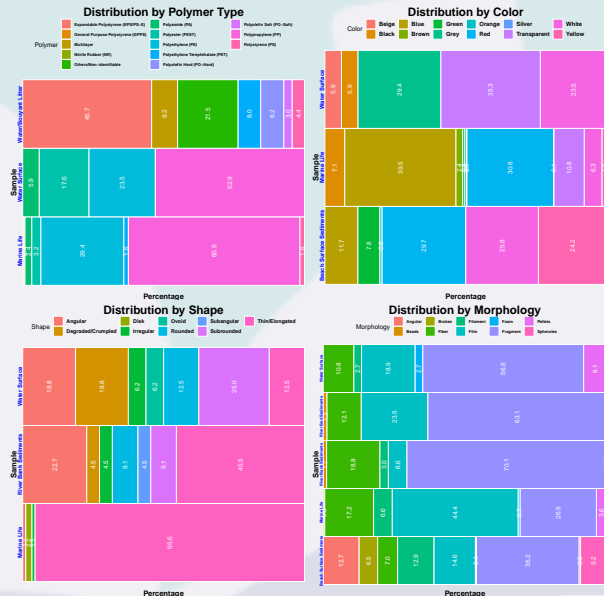 Distribution by Polymer Type
Polymer
Expandable Polystyrene (EPS/PS-E)
General Purpose Polystyrene (GPPS)
Multilayer
Nitrile Rubber (NR)
Others/Non-identifiable
Polyamide (PA)
Polyester (PEST)
Polyethylene (PE)
Polyethylene Terephthalate (PET)
Polyolefin Hard (PO-Hard)
Polyolefin Soft (PO-Soft)
Polypropylene (PP)
Polystyrene (PS)
Sample
Water/Buoyant Litter
45.7
9.2
21.5
8.0
8.2
3.0
4.4
Water Surface
5.9
17.6
23.5
52.9
Marine Life
3.2
29.4
60.9
Percentage
Distribution by Color
Color
Beige
Blue
Green
Orange
Silver
White
Black
Brown
Grey
Red
Transparent
Yellow
Sample
Water Surface
5.9
5.9
29.4
35.3
23.5
Marine Life
7.1
39.5
30.8
10.8
6.2
Beach Surface Sediments
11.7
7.8
29.7
25.8
24.2
Percentage
Distribution by Shape
Shape
Angular
Disk
Ovoid
Subangular
Thin/Elongated
Degraded/Crumpled
Irregular
Rounded
Subrounded
Sample
Water Surface
18.8
18.8
6.2
6.2
12.5
25.0
12.5
River Bank Sediments
22.7
4.5
4.5
9.1
4.5
9.1
45.5
Marine Life
95.6
Percentage
Distribution by Morphology
Morphology
Angular
Broken
Filament
Foam
Pellets
Beads
Fiber
Film
Fragment
Spherules
Sample
Water Surface
10.8
2.7
18.9
2.7
56.8
8.1
12.1
23.5
63.1
River Bank Sediments
18.8
3.0
6.6
70.1
Marine Life
17.2
6.6
44.4
26.9
Beach Surface Sediments
12.7
6.5
7.0
12.9
14.6
36.2
9.2
Percentage